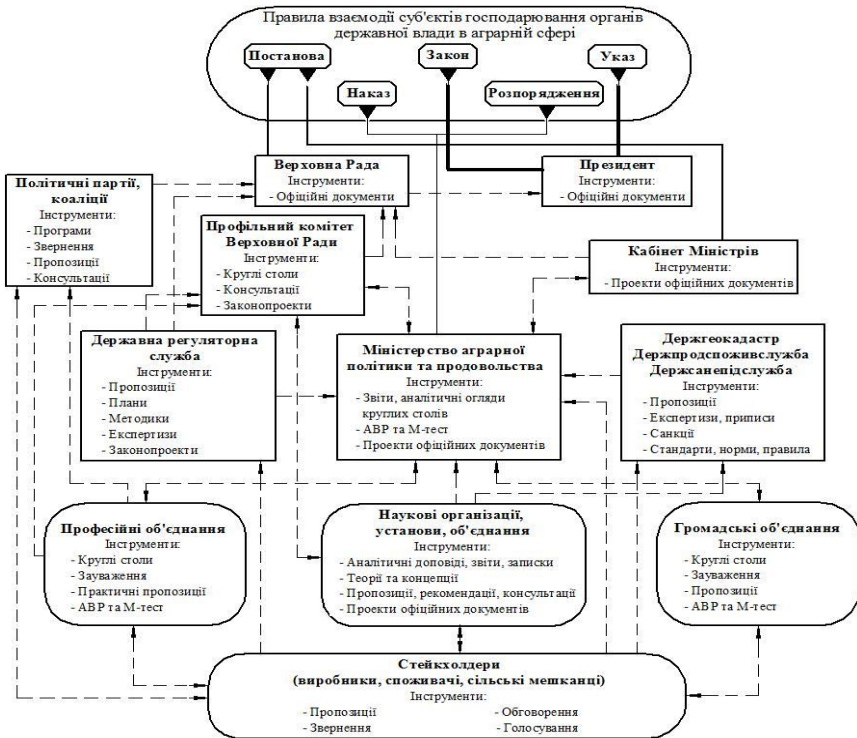 Правила взаємодії суб'єктів господарювання органів
державної влади в аграрній сфері
Постанова
Закон
Указ
Наказ
Розпорядження
Політичні партії,
коаліції
Інструменти:
- Програми
- Звернення
- Пропозиції
- Консультації
Верховна Рада
Інструменти:
- Офіційні документи
Президент
Інструменти:
- Офіційні документи
Профільний комітет
Верховної Ради
Інструменти:
- Круглі столи
- Консультації
- Законопроекти
Кабінет Міністрів
Інструменти:
- Проекти офіційних документів
Державна регуляторна
служба
Інструменти:
- Пропозиції
- Плани
- Методики
- Експертизи
- Законопроекти
Міністерство аграрної
політики та продовольства
Інструменти:
- Звіти, аналітичні огляди
круглих столів
- АВР та М-тест
- Проекти офіційних документів
Держгеокадастр
Держпродспоживслужба
Держсанепідслужба
Інструменти:
- Пропозиції
- Експертизи, приписи
- Санкції
- Стандарти, норми, правила
Професійні об'єднання
Інструменти:
- Круглі столи
- Зауваження
- Практичні пропозиції
- АВР та М-тест
Наукові організації,
установи, об'єднання
Інструменти:
- Аналітичні доповіді, звіти, записки
- Теорії та концепції
- Пропозиції, рекомендації, консультації
- Проекти офіційних документів
Громадські об'єднання
Інструменти:
- Круглі столи
- Зауваження
- Пропозиції
- АВР та М-тест
Стейкхолдери
(виробники, споживачі, сільські мешканці)
Інструменти:
- Пропозиції
- Обговорення
- Звернення
- Голосування